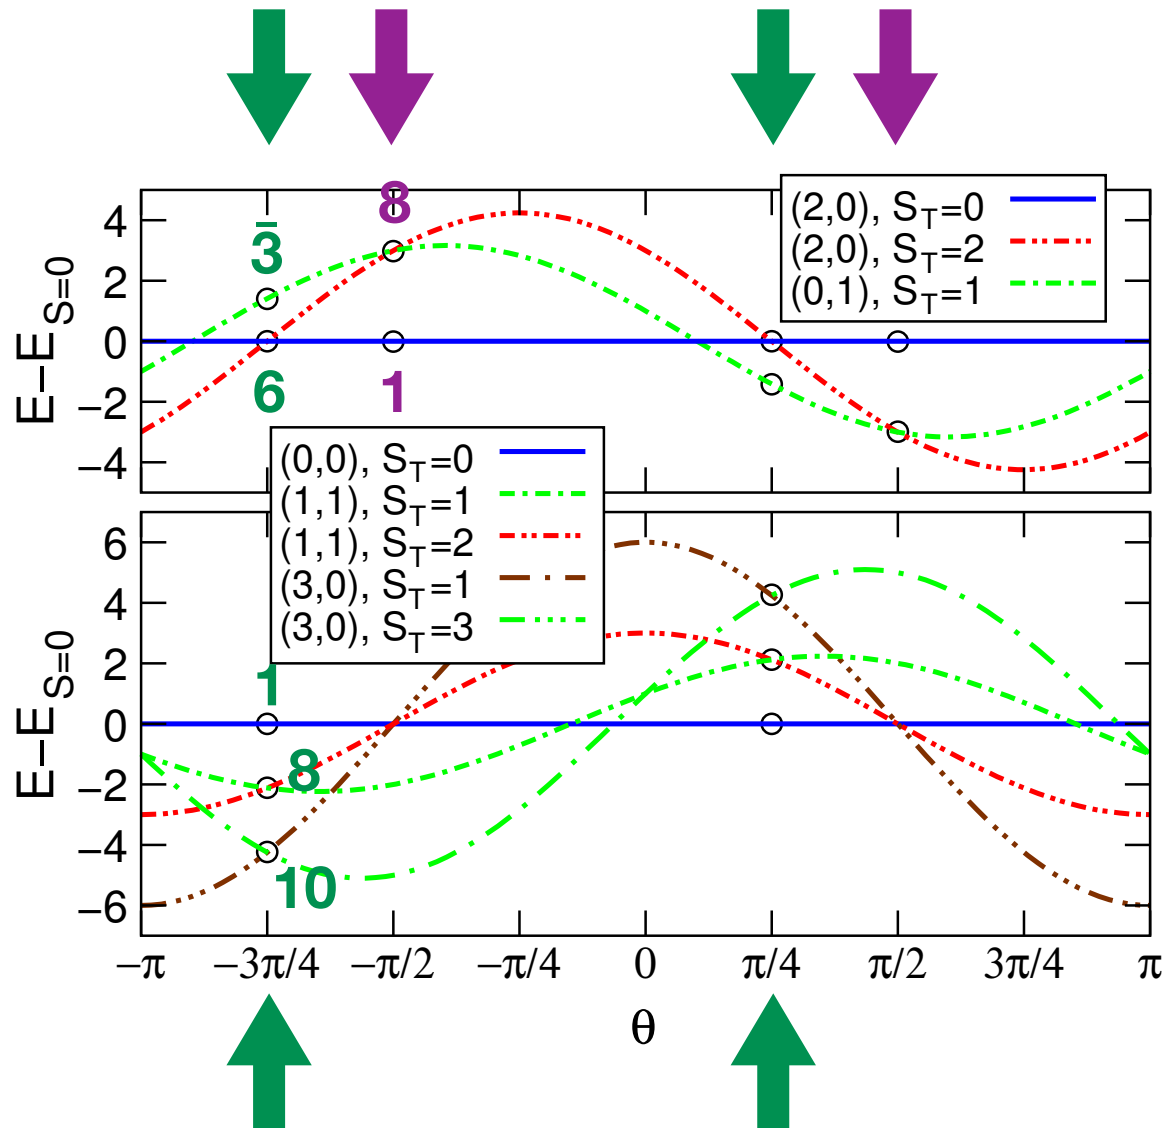 8
3̄
6
1
(2,0), S_T=0
(2,0), S_T=2
(0,1), S_T=1
4
2
0
−2
−4
E−E_S=0
(0,0), S_T=0
(1,1), S_T=1
(1,1), S_T=2
(3,0), S_T=1
(3,0), S_T=3
1
8
10
6
4
2
0
−2
−4
−6
E−E_S=0
−π −3π/4 −π/2 −π/4 0 π/4 π/2 3π/4 π
θ